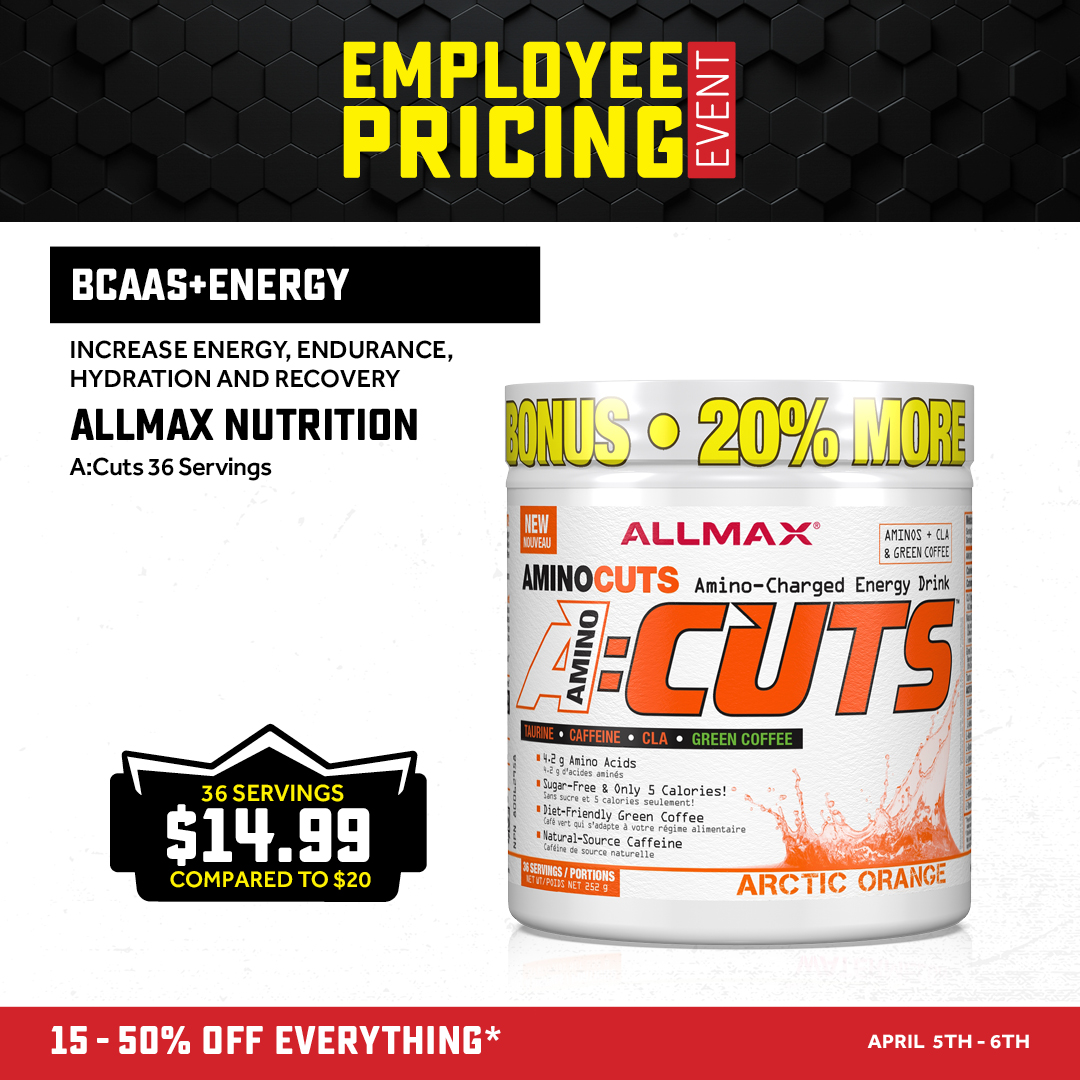 EMPLOYEE
PRICING
EVENT
BCAAS+ENERGY
INCREASE ENERGY, ENDURANCE,
HYDRATION AND RECOVERY
ALLMAX NUTRITION
A:Cuts 36 Servings
BONUS • 20% MORE
NEW
NOUVEAU
ALLMAX®
AMINOS + CLA
& GREEN COFFEE
AMINOCUTS Amino-Charged Energy Drink
A:CUTS™
AMINO
TAURINE • CAFFEINE • CLA • GREEN COFFEE
4.2 g Amino Acids
4.2 g d'acides aminés
Sugar-Free & Only 5 Calories!
Sans sucre et 5 calories seulement!
Diet-Friendly Green Coffee
Café vert qui s'adapte à votre régime alimentaire
Natural-Source Caffeine
Caféine de source naturelle
36 SERVINGS / PORTIONS
NET WT/POIDS NET 252 g
ARCTIC ORANGE
36 SERVINGS
$14.99
COMPARED TO $20
15 - 50% OFF EVERYTHING*
APRIL 5TH - 6TH